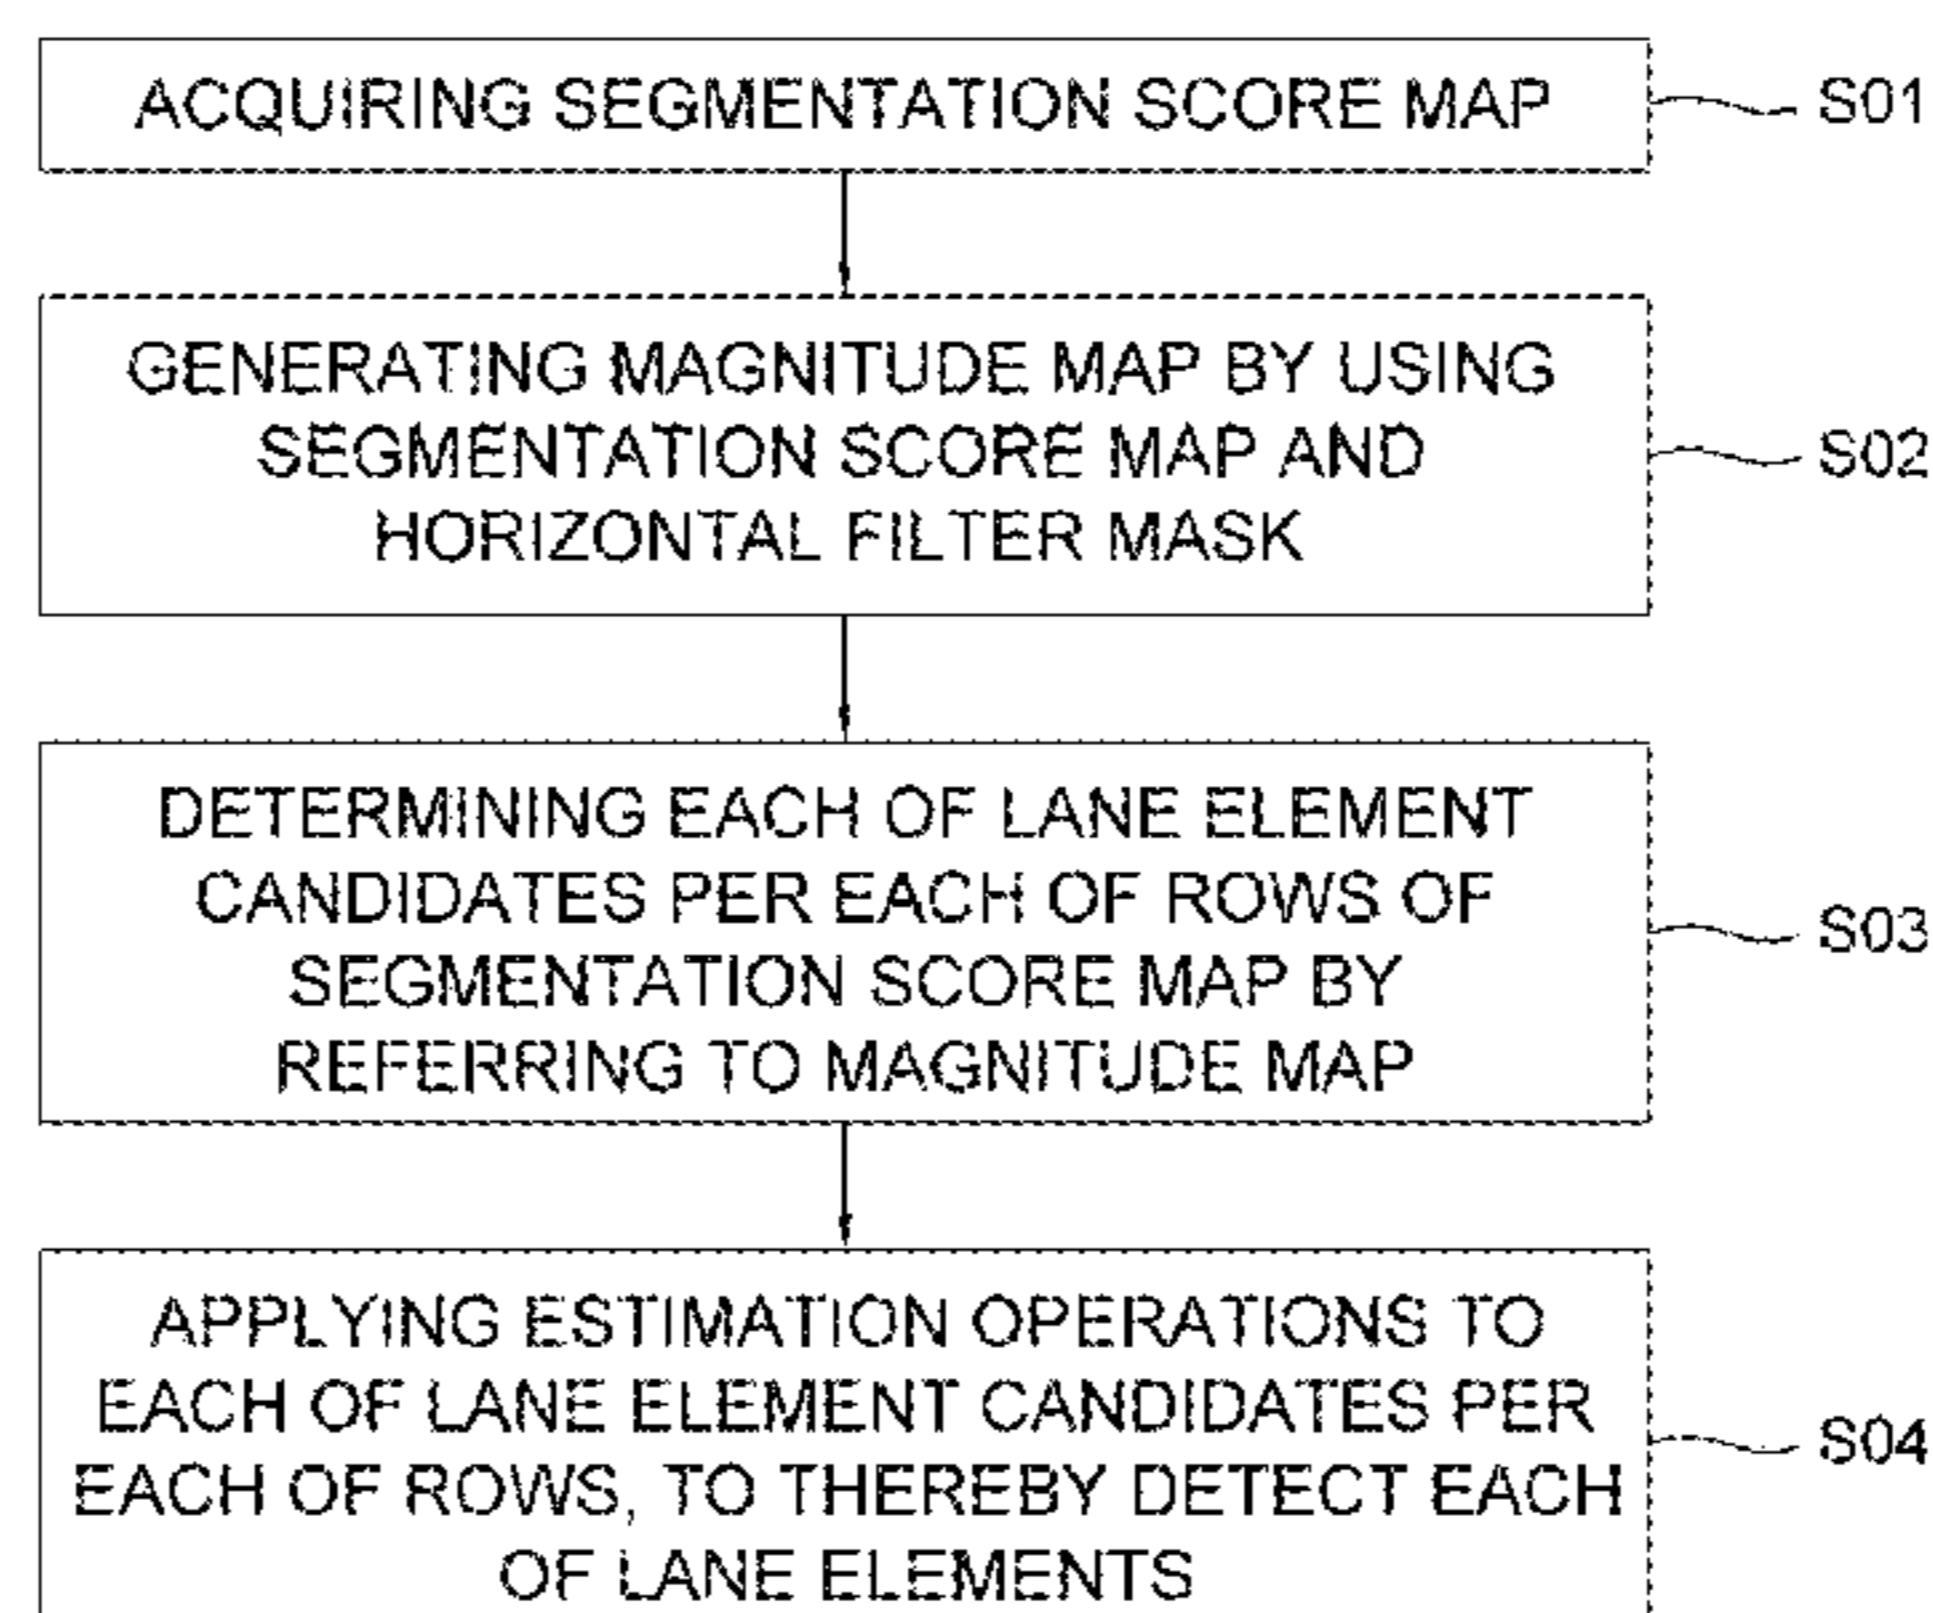 ACQUIRING SEGMENTATION SCORE MAP
S01
GENERATING MAGNITUDE MAP BY USING
SEGMENTATION SCORE MAP AND
HORIZONTAL FILTER MASK
S02
DETERMINING EACH OF LANE ELEMENT
CANDIDATES PER EACH OF ROWS OF
SEGMENTATION SCORE MAP BY
REFERRING TO MAGNITUDE MAP
S03
APPLYING ESTIMATION OPERATIONS TO
EACH OF LANE ELEMENT CANDIDATES PER
EACH OF ROWS, TO THEREBY DETECT EACH
OF LANE ELEMENTS
S04